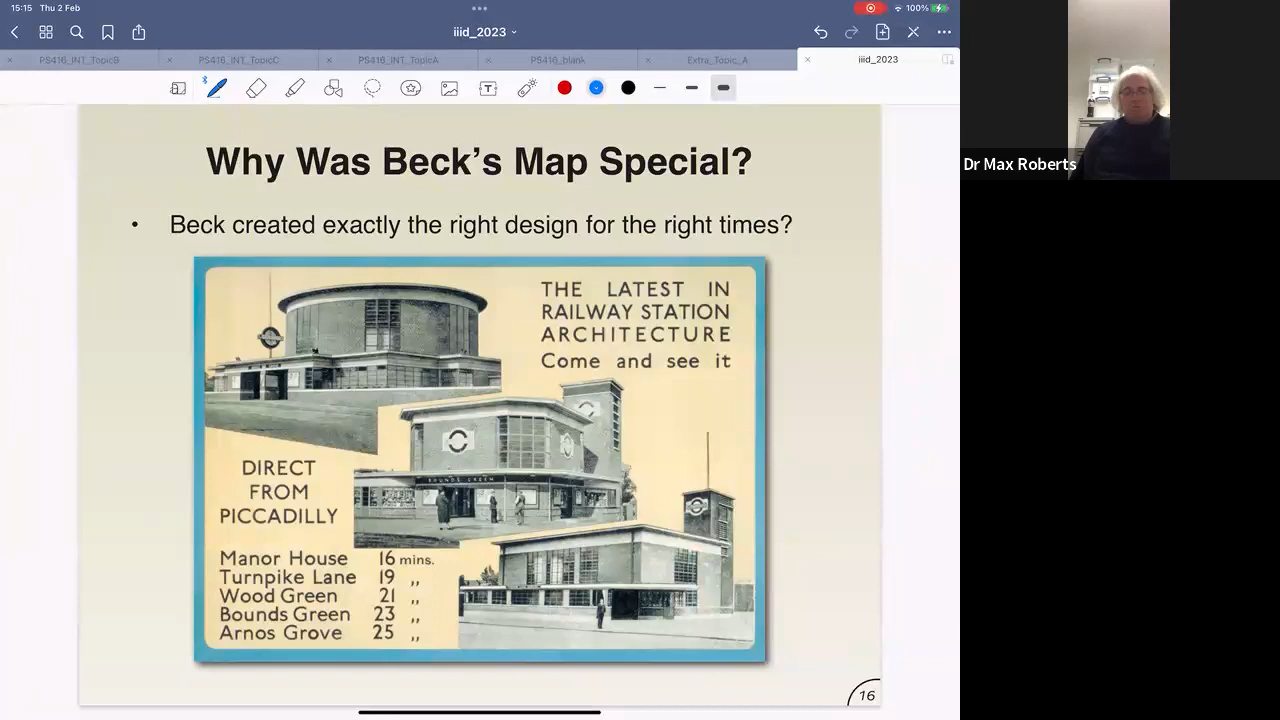 15:15 Thu 2 Feb
100%
iiid_2023
PS416_INT_TopicB
PS416_INT_TopicC
PS416_INT_TopicA
PS416_blank
Extra_Topic_A
iiid_2023
T
Dr Max Roberts
Why Was Beck's Map Special?
• Beck created exactly the right design for the right times?
THE LATEST IN
RAILWAY STATION
ARCHITECTURE
Come and see it
BOUNDS GREEN
DIRECT
FROM
PICCADILLY
Manor House 16 mins.
Turnpike Lane 19 ,,
Wood Green 21 ,,
Bounds Green 23 ,,
Arnos Grove 25 ,,
16